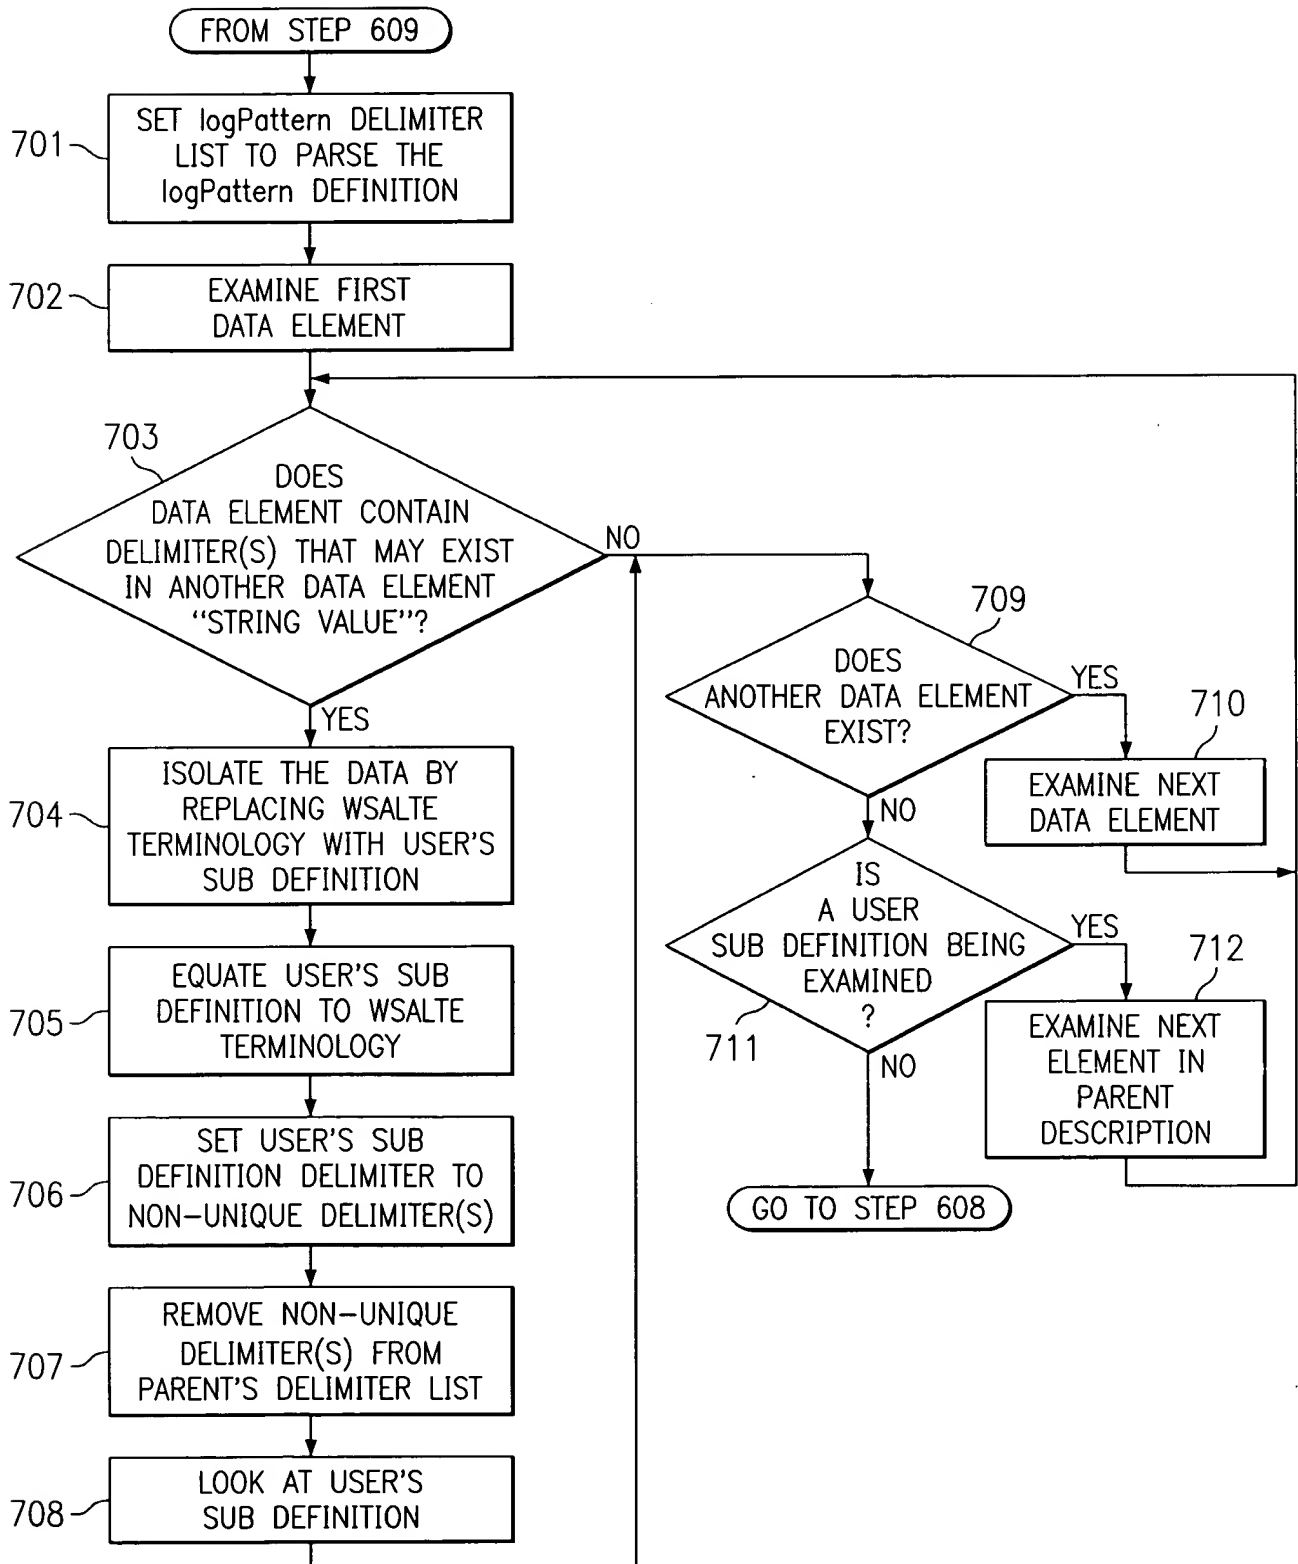 FROM STEP 609
701
SET logPattern DELIMITER
LIST TO PARSE THE
logPattern DEFINITION
702
EXAMINE FIRST
DATA ELEMENT
703
DOES
DATA ELEMENT CONTAIN
DELIMITER(S) THAT MAY EXIST
IN ANOTHER DATA ELEMENT
"STRING VALUE"?
NO
YES
704
ISOLATE THE DATA BY
REPLACING WSALTE
TERMINOLOGY WITH USER'S
SUB DEFINITION
705
EQUATE USER'S SUB
DEFINITION TO WSALTE
TERMINOLOGY
706
SET USER'S SUB
DEFINITION DELIMITER TO
NON-UNIQUE DELIMITER(S)
707
REMOVE NON-UNIQUE
DELIMITER(S) FROM
PARENT'S DELIMITER LIST
708
LOOK AT USER'S
SUB DEFINITION
709
DOES
ANOTHER DATA ELEMENT
EXIST?
YES
NO
710
EXAMINE NEXT
DATA ELEMENT
711
IS
A USER
SUB DEFINITION BEING
EXAMINED
?
YES
NO
712
EXAMINE NEXT
ELEMENT IN
PARENT
DESCRIPTION
GO TO STEP 608